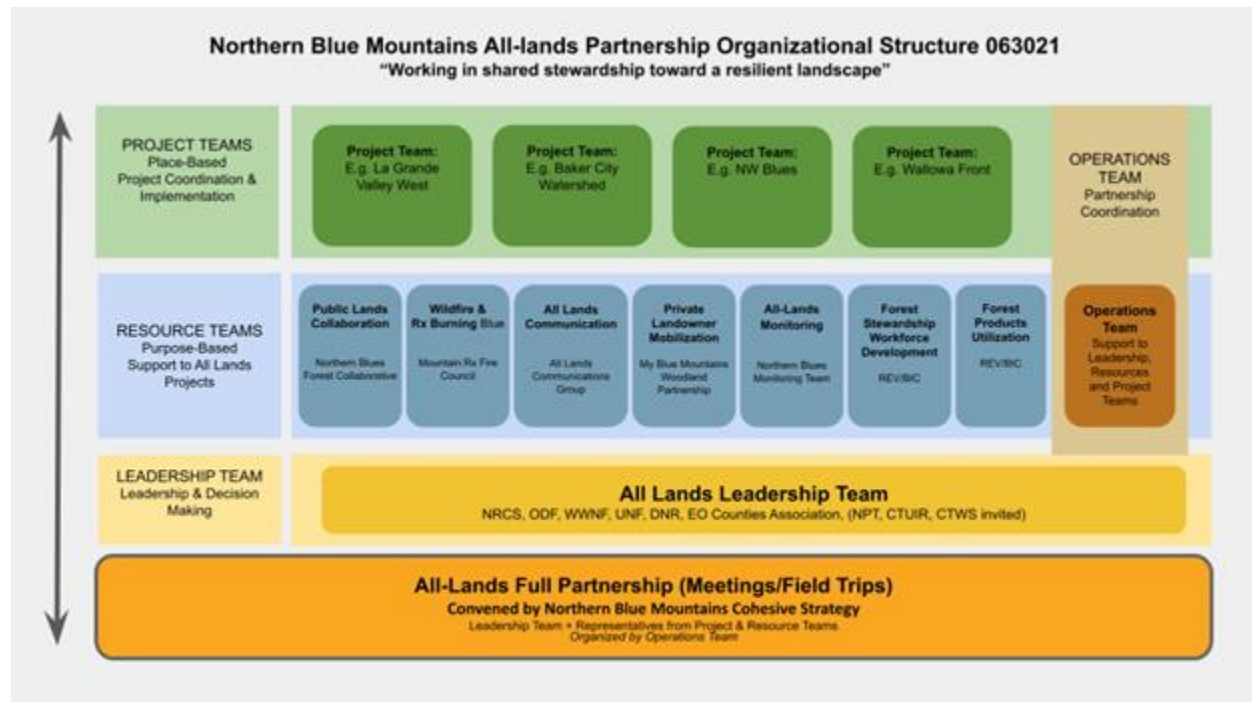 Northern Blue Mountains All-lands Partnership Organizational Structure 063021
“Working in shared stewardship toward a resilient landscape”
PROJECT TEAMS
Place-Based
Project Coordination &
Implementation
Project Team:
E.g. La Grande
Valley West
Project Team:
E.g. Baker City
Watershed
Project Team:
E.g. NW Blues
Project Team:
E.g. Wallowa Front
OPERATIONS
TEAM
Partnership
Coordination
RESOURCE TEAMS
Purpose-Based
Support to All Lands
Projects
Public Lands
Collaboration
Northern Blues
Forest Collaborative
Wildfire &
Rx Burning Blue
Mountain Rx Fire
Council
All Lands
Communication
All Lands
Communications
Group
Private
Landowner
Mobilization
My Blue Mountains
Woodland
Partnership
All-Lands
Monitoring
Northern Blues
Monitoring Team
Forest
Stewardship
Workforce
Development
REV/BIC
Forest
Products
Utilization
REV/BIC
Operations
Team
Support to
Leadership,
Resources
and Project
Teams
LEADERSHIP TEAM
Leadership & Decision
Making
All Lands Leadership Team
NRCS, ODF, WWNF, UNF, DNR, EO Counties Association, (NPT, CTUIR, CTWS invited)
All-Lands Full Partnership (Meetings/Field Trips)
Convened by Northern Blue Mountains Cohesive Strategy
Leadership Team + Representatives from Project & Resource Teams
Organized by Operations Team